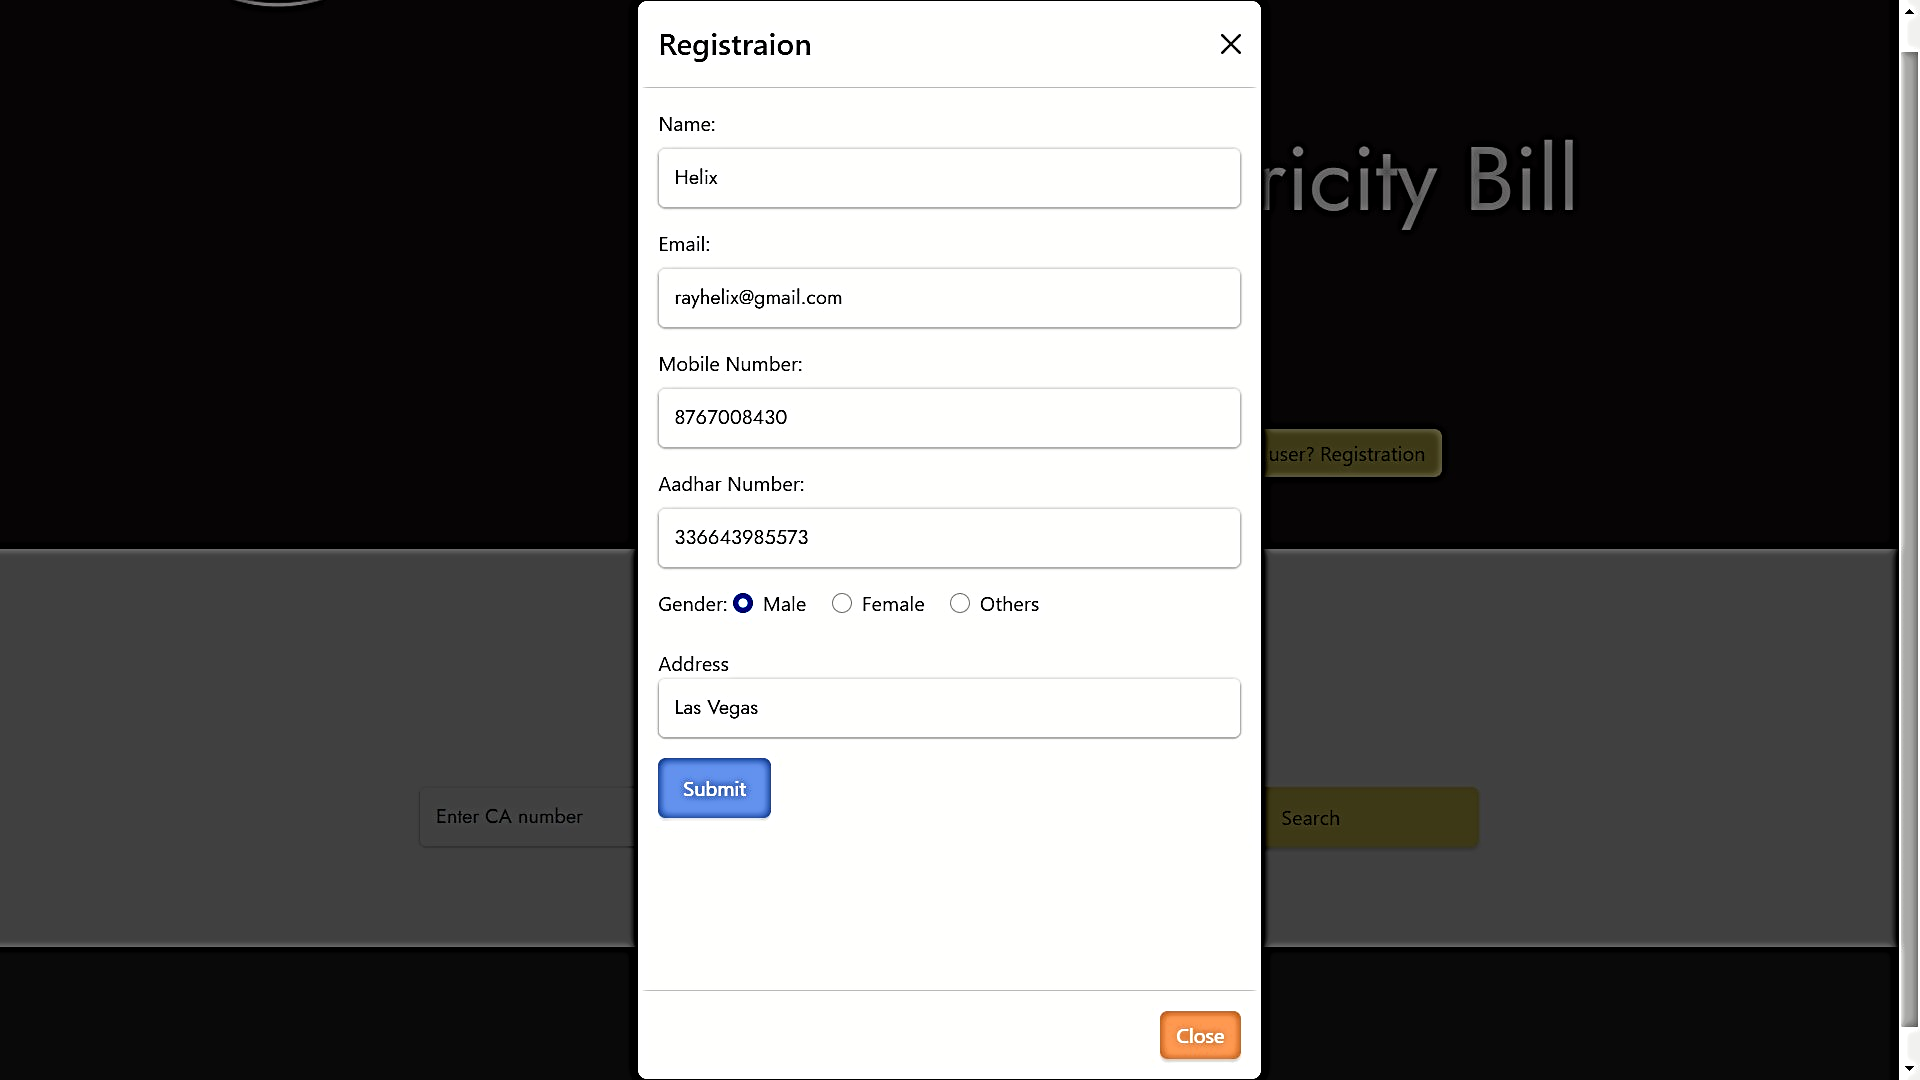 Registraion
Name:
Helix
ricity Bill
Email:
rayhelix@gmail.com
Mobile Number:
8767008430
user? Registration
Aadhar Number:
336643985573
Gender: Male Female Others
Address
Las Vegas
Submit
Enter CA number
Search
Close